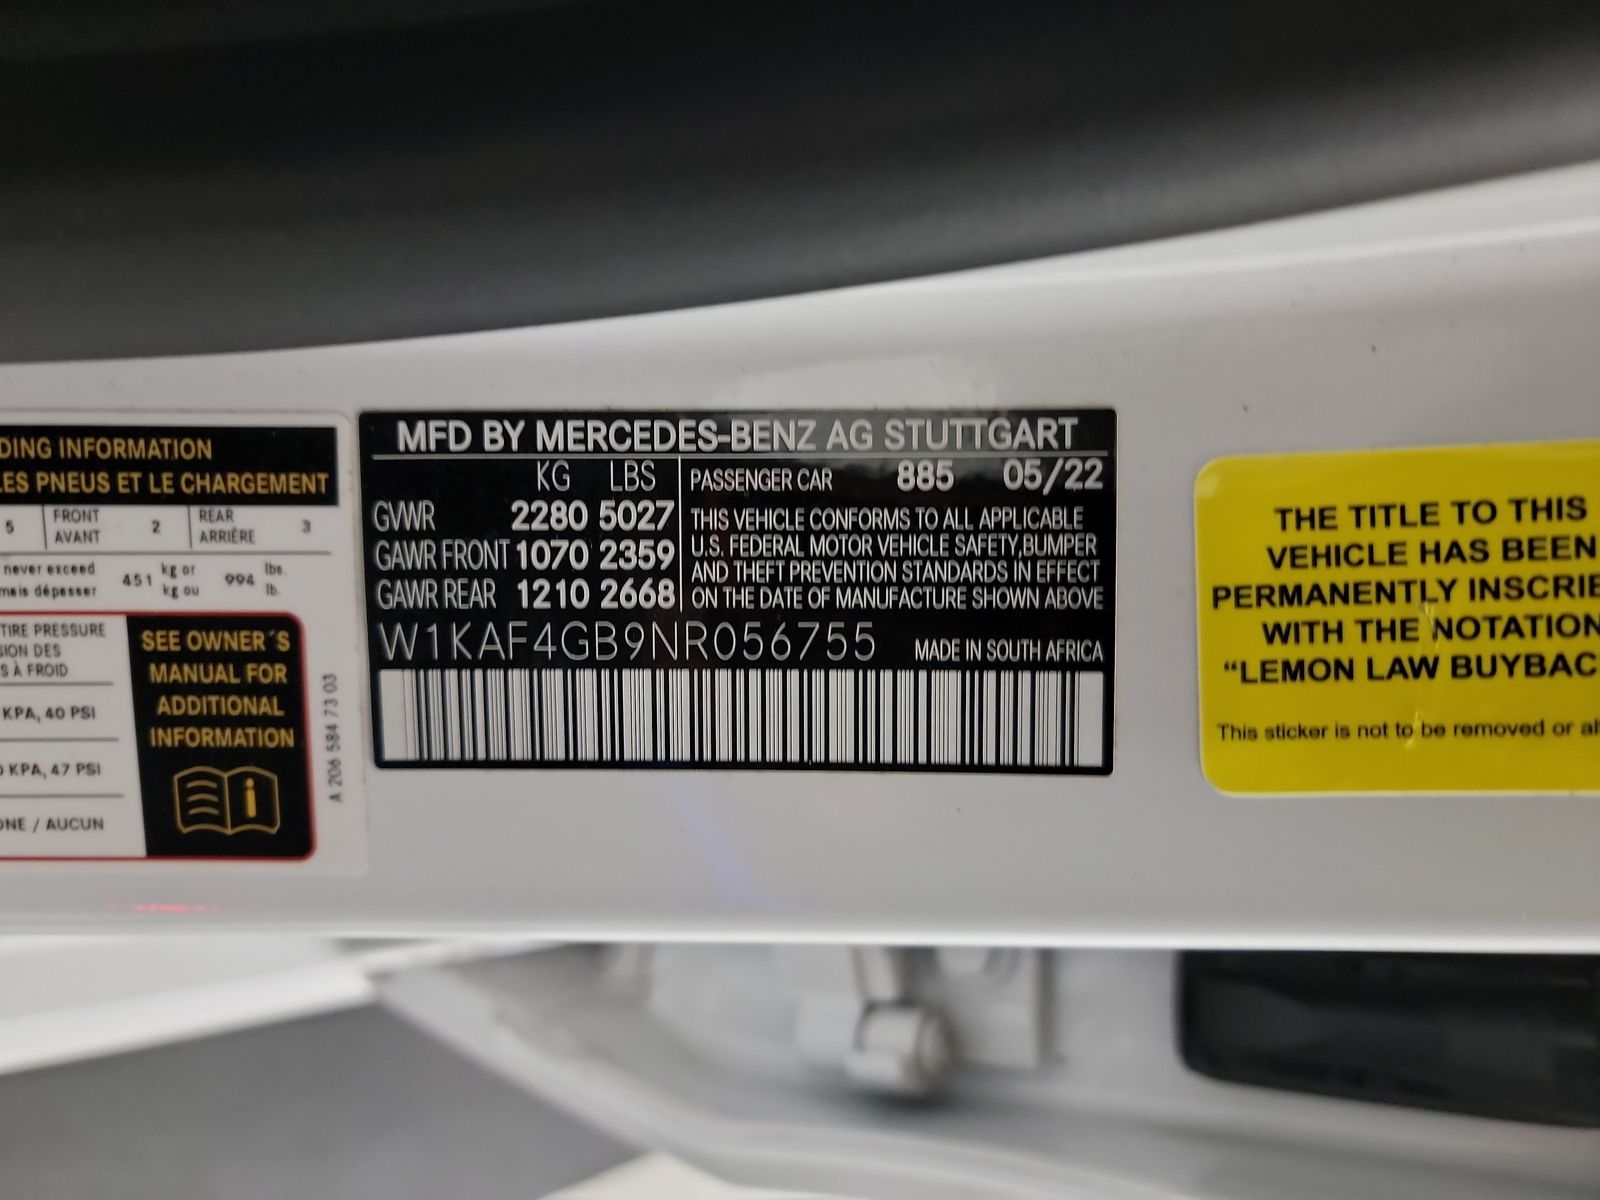 DING INFORMATION
LES PNEUS ET LE CHARGEMENT
5 FRONT AVANT 2 REAR ARRIÈRE 3
never exceed 451 kg or 994 lbs.
dépasser kg ou lb.
TIRE PRESSURE
SION DES
S À FROID
KPA, 40 PSI
KPA, 47 PSI
ONE / AUCUN
SEE OWNER´S
MANUAL FOR
ADDITIONAL
INFORMATION
A 206 584 73 03
MFD BY MERCEDES-BENZ AG STUTTGART
KG LBS
GVWR 2280 5027
GAWR FRONT 1070 2359
GAWR REAR 1210 2668
PASSENGER CAR 885 05/22
THIS VEHICLE CONFORMS TO ALL APPLICABLE
U.S. FEDERAL MOTOR VEHICLE SAFETY,BUMPER
AND THEFT PREVENTION STANDARDS IN EFFECT
ON THE DATE OF MANUFACTURE SHOWN ABOVE
W1KAF4GB9NR056755 MADE IN SOUTH AFRICA
THE TITLE TO THIS
VEHICLE HAS BEEN
PERMANENTLY INSCRIE
WITH THE NOTATION
“LEMON LAW BUYBAC
This sticker is not to be removed or al